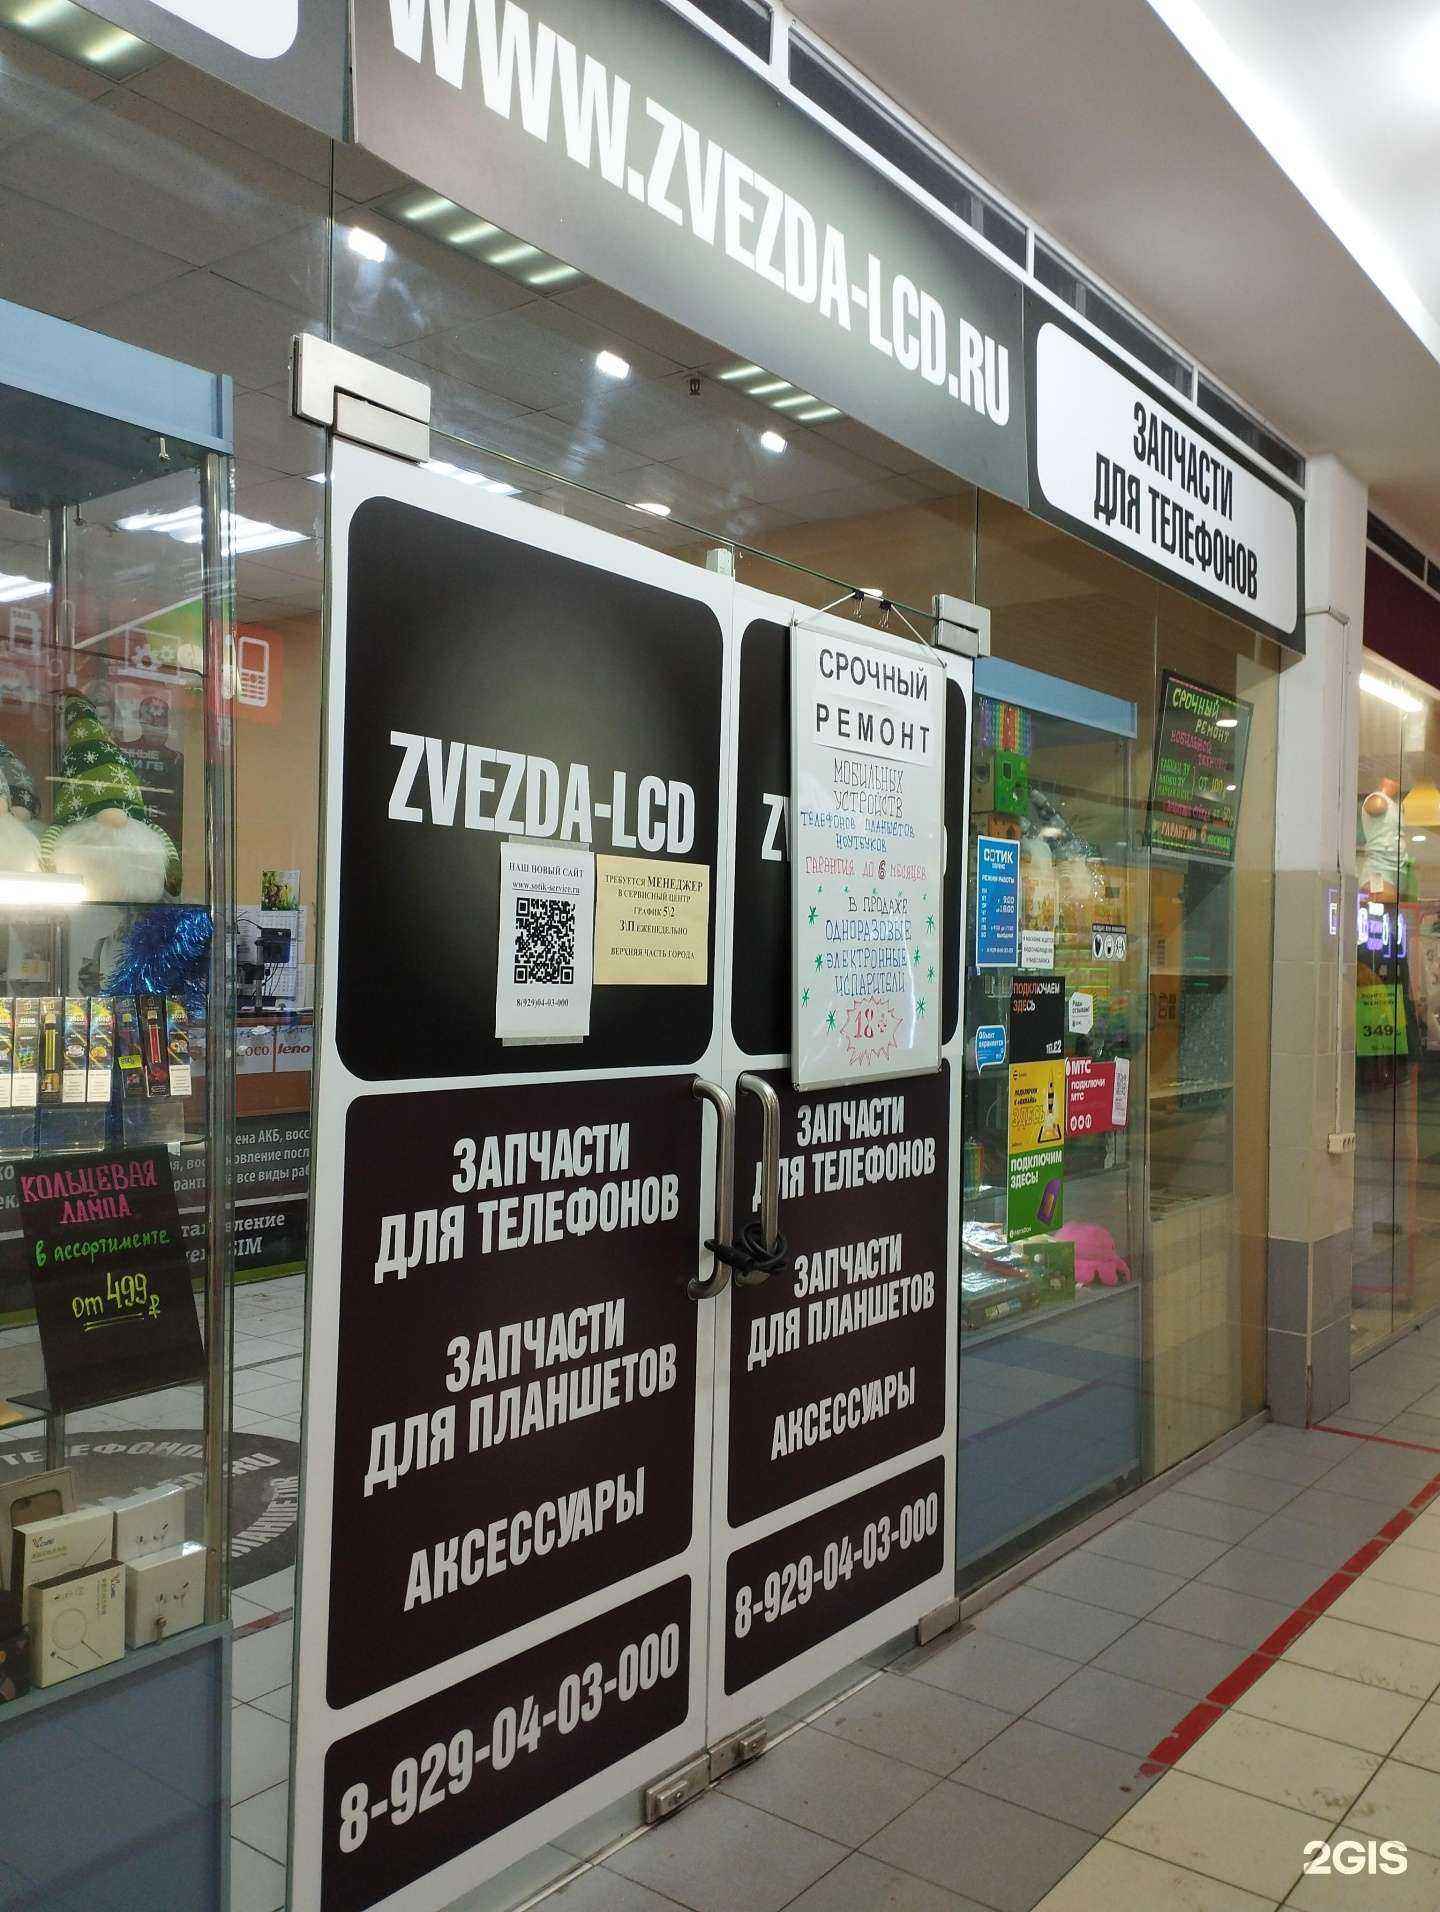 WWW.ZVEZDA-LCD.RU
ЗАПЧАСТИ
ДЛЯ ТЕЛЕФОНОВ
ZVEZDA-LCD
НАШ НОВЫЙ САЙТ
www.sotik-service.ru
8(929)04-03-000
ТРЕБУЕТСЯ МЕНЕДЖЕР
В СЕРВИСНЫЙ ЦЕНТР
ГРАФИК 5\2
З\П ЕЖЕНЕДЕЛЬНО
ВЕРХНЯЯ ЧАСТЬ ГОРОДА
ЗАПЧАСТИ
ДЛЯ ТЕЛЕФОНОВ
ЗАПЧАСТИ
ДЛЯ ПЛАНШЕТОВ
АКСЕССУАРЫ
8-929-04-03-000
СРОЧНЫЙ
РЕМОНТ
МОБИЛЬНЫХ
УСТРОЙСТВ
ТЕЛЕФОНОВ ПЛАНШЕТОВ
НОУТБУКОВ
ГАРАНТИЯ ДО 6 МЕСЯЦЕВ
В ПРОДАЖЕ
ОДНОРАЗОВЫЕ
ЭЛЕКТРОННЫЕ
ИСПАРИТЕЛИ
18+
ЗАПЧАСТИ
ДЛЯ ТЕЛЕФОНОВ
ЗАПЧАСТИ
ДЛЯ ПЛАНШЕТОВ
АКСЕССУАРЫ
8-929-04-03-000
КОЛЬЦЕВАЯ
ЛАМПА
в ассортименте
от 499 ₽
СРОЧНЫЙ
РЕМОНТ
СОТИК
РЕЖИМ РАБОТЫ
ПОДКЛЮЧАЕМ
ЗДЕСЬ
TELE2
МТС
ПОДКЛЮЧИ
МТС
ЗДЕСЬ
ПОДКЛЮЧИМ
ЗДЕСЬ!
349
2GIS